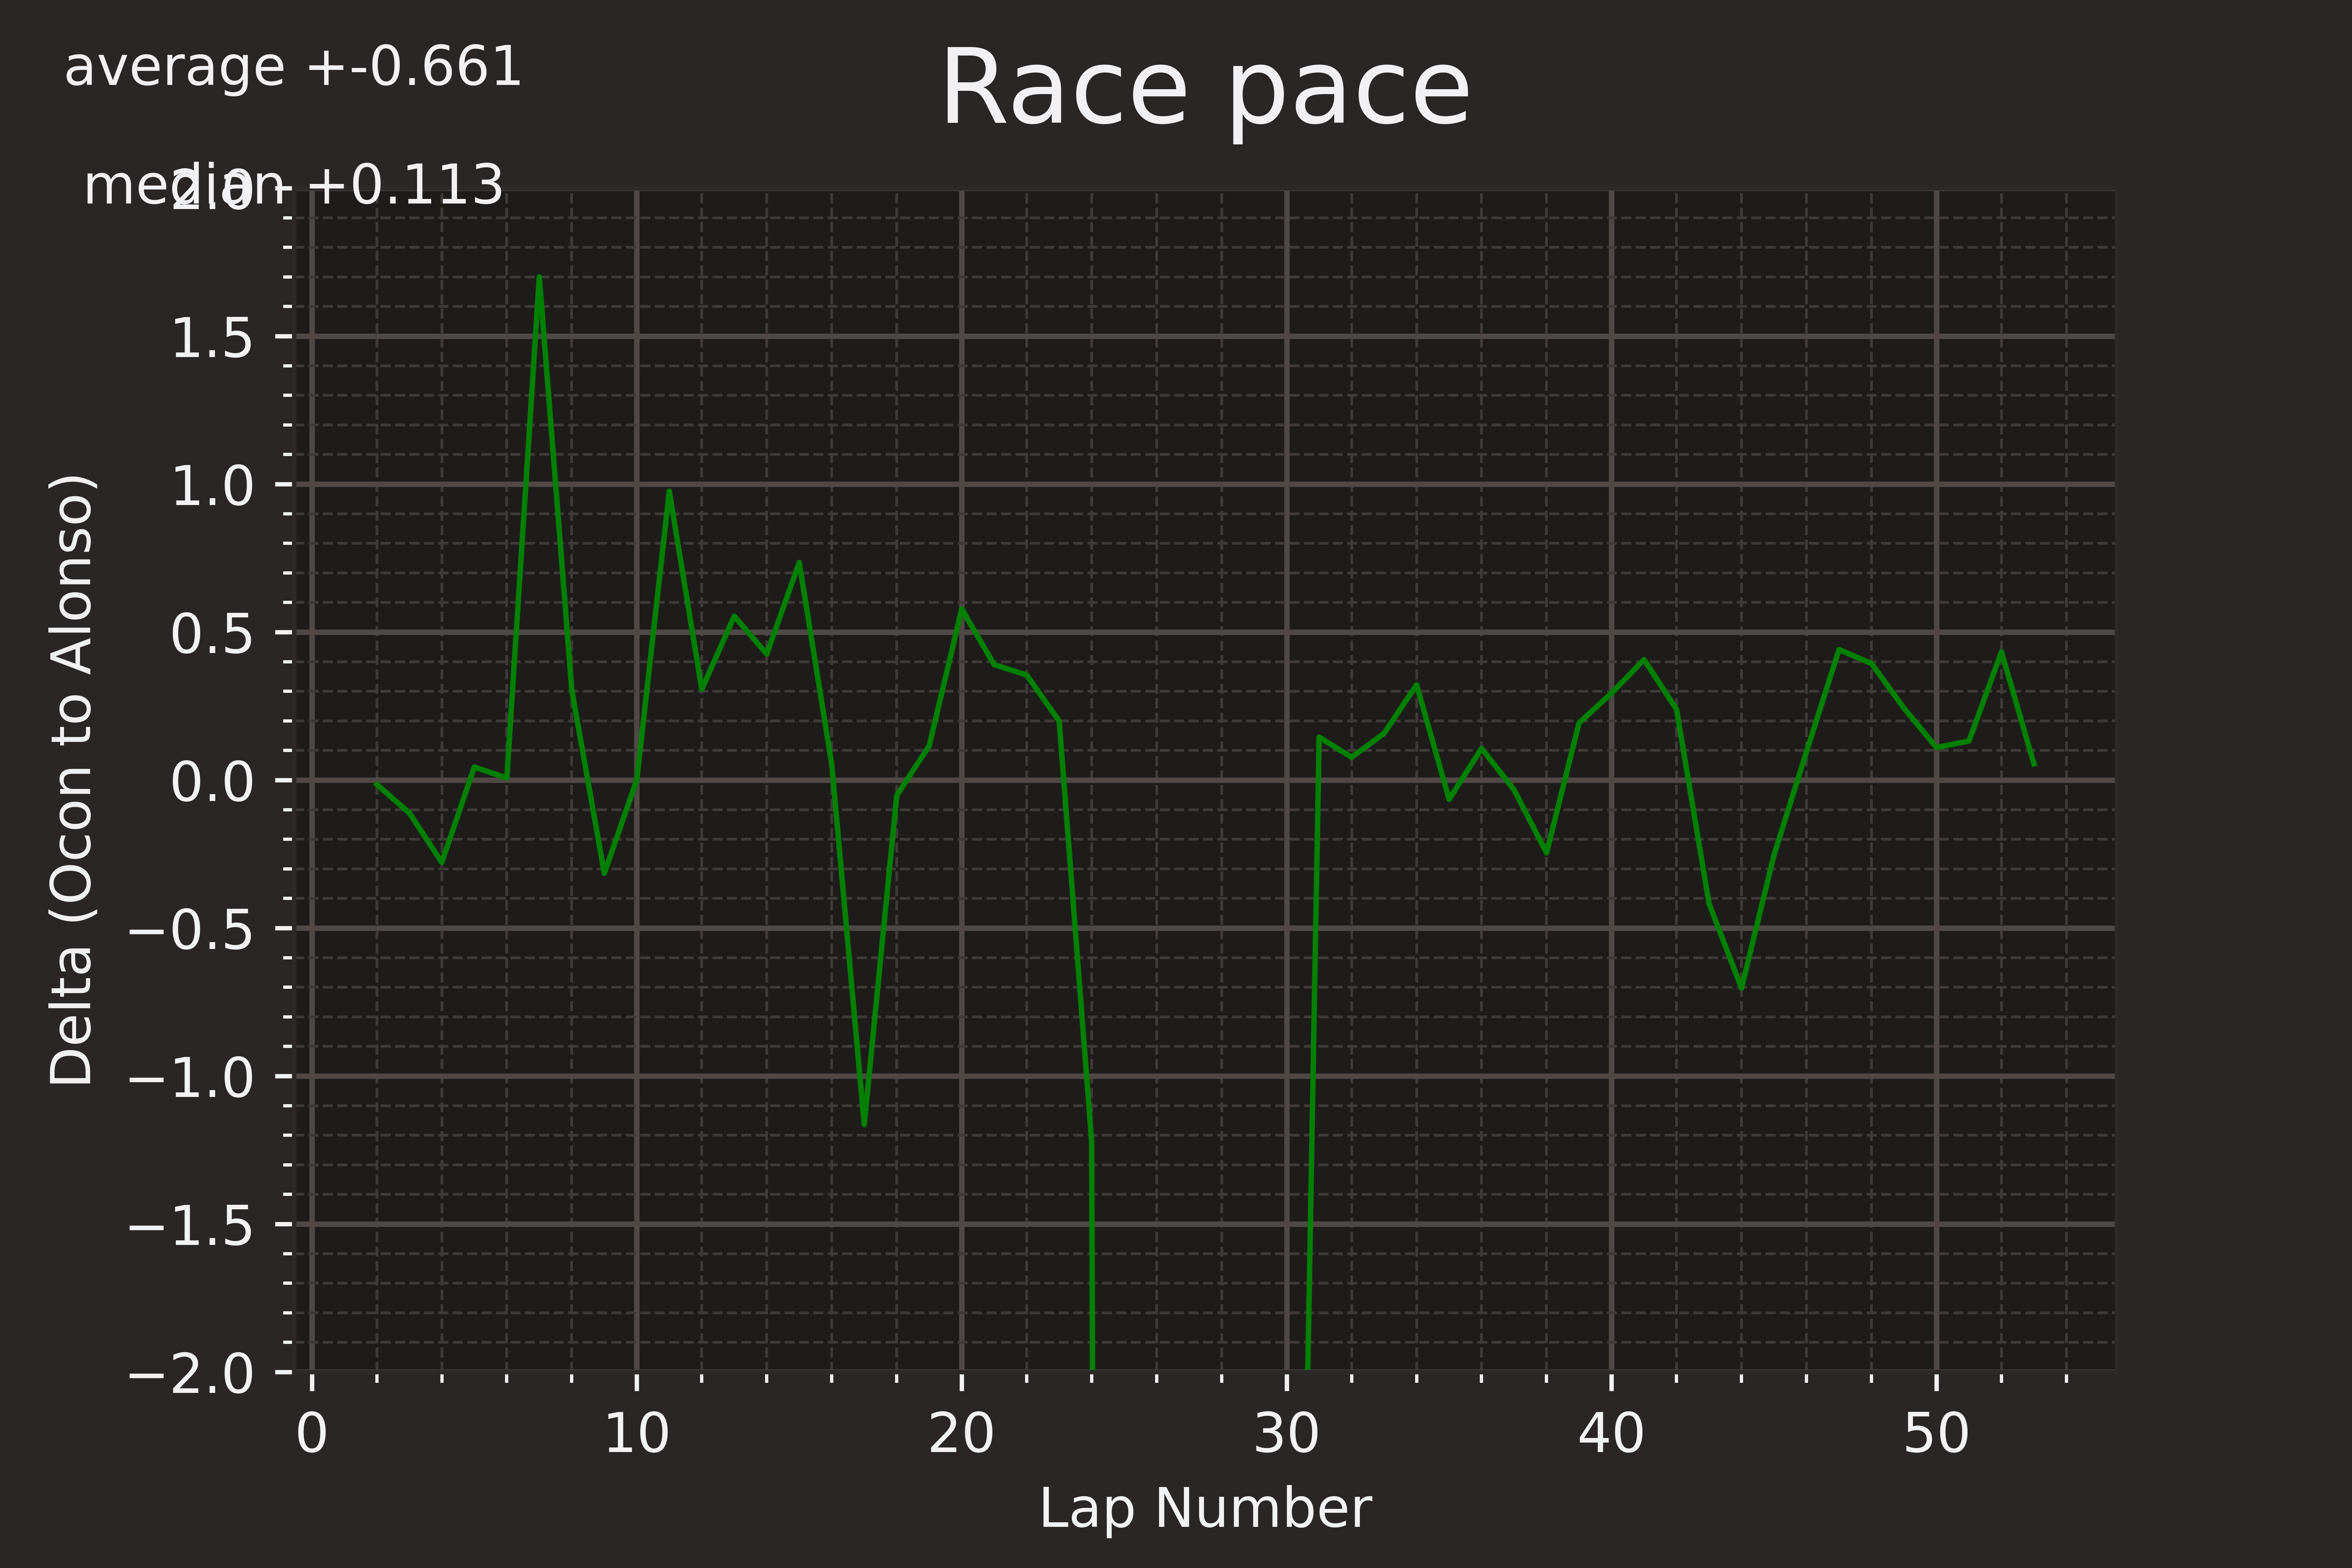 average +-0.661
Race pace
median +0.113
2.0
1.5
1.0
0.5
0.0
−0.5
−1.0
−1.5
−2.0
Delta (Ocon to Alonso)
0 10 20 30 40 50
Lap Number